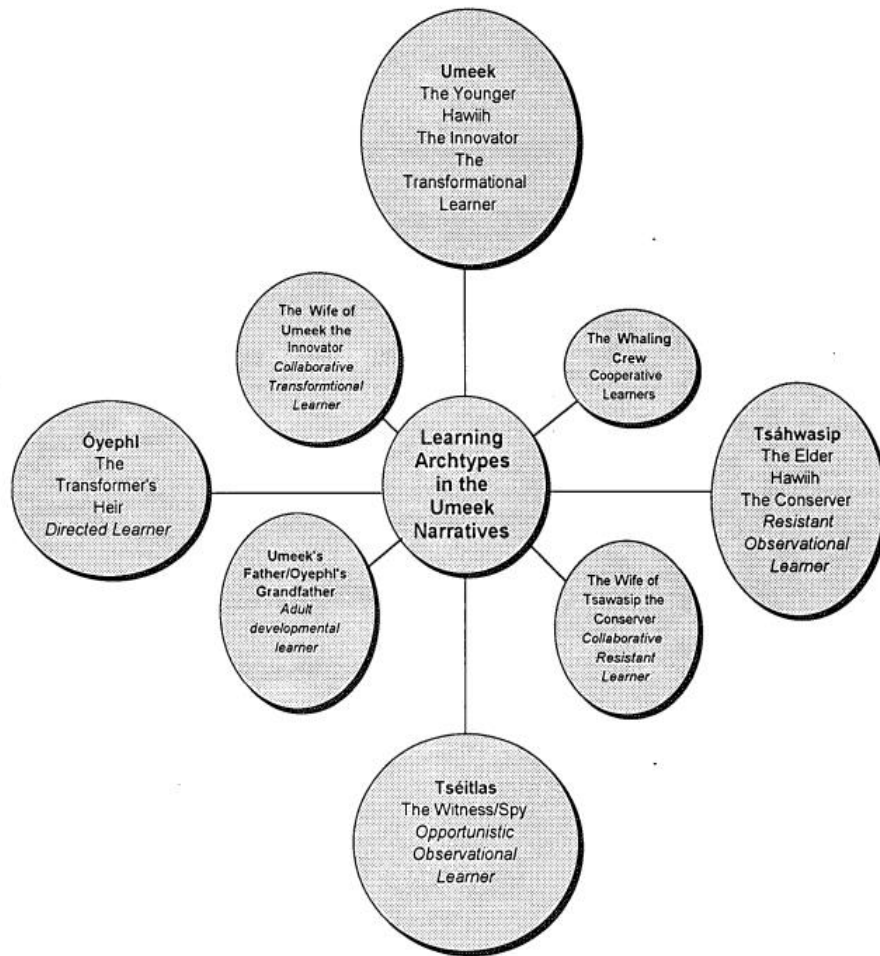 Umeek
The Younger
Hawiih
The Innovator
The
Transformational
Learner
The Wife of
Umeek the
Innovator
Collaborative
Transformtional
Learner
The Whaling
Crew
Cooperative
Learners
Óyephl
The
Transformer's
Heir
Directed Learner
Learning
Archtypes
in the
Umeek
Narratives
Tsáhwasip
The Elder
Hawiih
The Conserver
Resistant
Observational
Learner
Umeek's
Father/Oyephl's
Grandfather
Adult
developmental
learner
The Wife of
Tsawasip the
Conserver
Collaborative
Resistant
Learner
Tséitlas
The Witness/Spy
Opportunistic
Observational
Learner